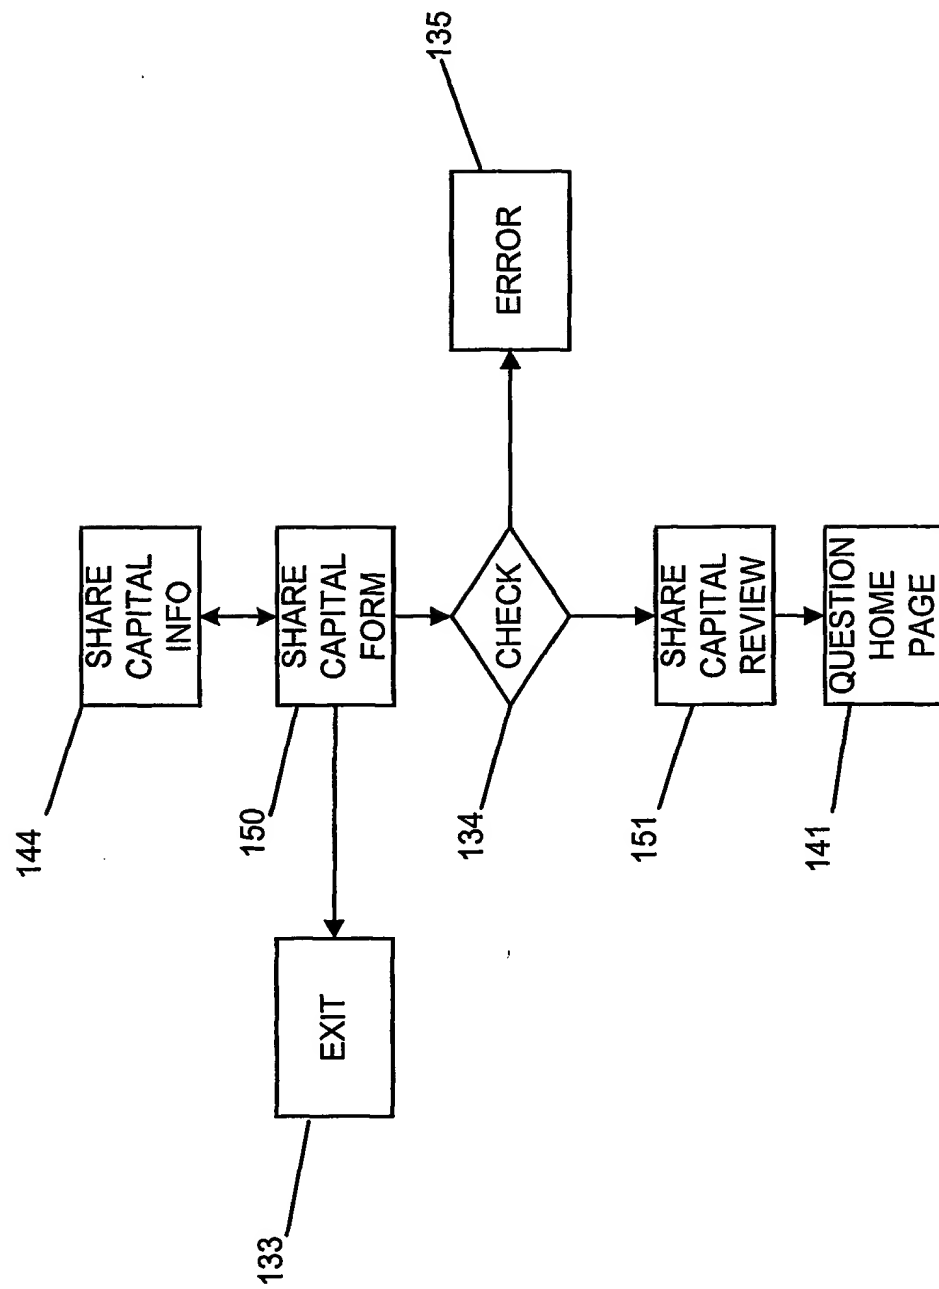 144
SHARE
CAPITAL
INFO
150
SHARE
CAPITAL
FORM
133
EXIT
134
CHECK
135
ERROR
151
SHARE
CAPITAL
REVIEW
141
QUESTION
HOME
PAGE